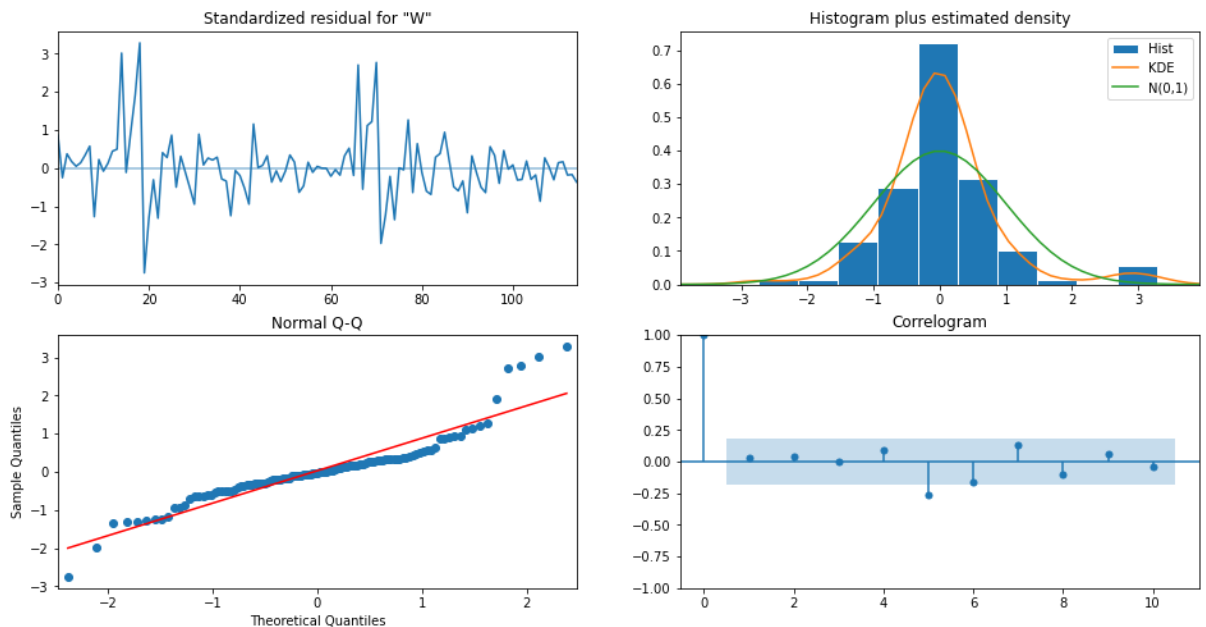 Standardized residual for "W"
3
2
1
0
−1
−2
−3
0 20 40 60 80 100
Histogram plus estimated density
Hist
KDE
N(0,1)
0.7
0.6
0.5
0.4
0.3
0.2
0.1
0.0
−3 −2 −1 0 1 2 3
Normal Q-Q
Sample Quantiles
3
2
1
0
−1
−2
−3
−2 −1 0 1 2
Theoretical Quantiles
Correlogram
1.00
0.75
0.50
0.25
0.00
−0.25
−0.50
−0.75
−1.00
0 2 4 6 8 10